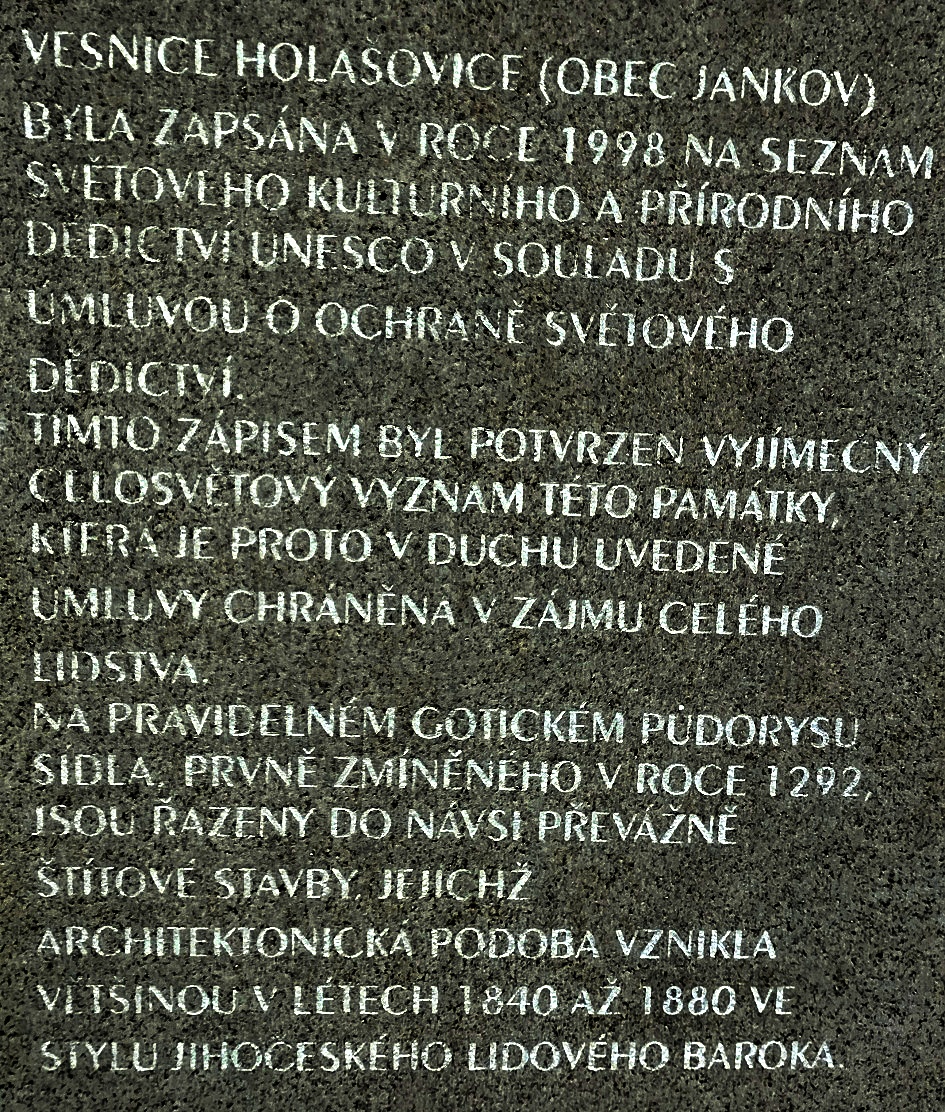 VESNICE HOLAŠOVICE (OBEC JANKOV)
BYLA ZAPSÁNA V ROCE 1998 NA SEZNAM
SVĚTOVÉHO KULTURNÍHO A PŘÍRODNÍHO
DĚDICTVÍ UNESCO V SOULADU S
ÚMLUVOU O OCHRANĚ SVĚTOVÉHO
DĚDICTVÍ.
TÍMTO ZÁPISEM BYL POTVRZEN VYJÍMEČNÝ
CELOSVĚTOVÝ VÝZNAM TÉTO PAMÁTKY,
KTERÁ JE PROTO V DUCHU UVEDENÉ
ÚMLUVY CHRÁNĚNA V ZÁJMU CELÉHO
LIDSTVA.
NA PRAVIDELNÉM GOTICKÉM PŮDORYSU
SÍDLA, PRVNĚ ZMÍNĚNÉHO V ROCE 1292,
JSOU ŘAZENY DO NÁVSI PŘEVÁŽNĚ
ŠTÍTOVÉ STAVBY, JEJICHŽ
ARCHITEKTONICKÁ PODOBA VZNIKLA
VĚTŠINOU V LÉTECH 1840 AŽ 1880 VE
STYLU JIHOČESKÉHO LIDOVÉHO BAROKA.